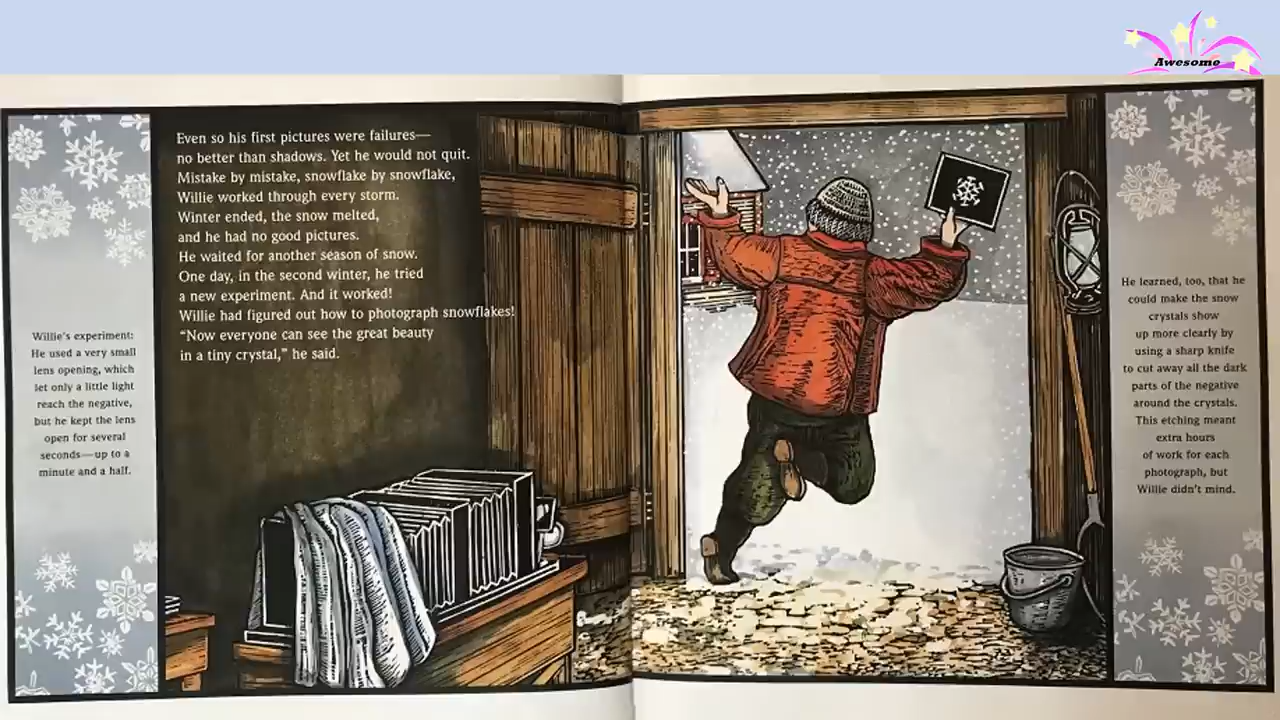 Awesome
Even so his first pictures were failures—
no better than shadows. Yet he would not quit.
Mistake by mistake, snowflake by snowflake,
Willie worked through every storm.
Winter ended, the snow melted,
and he had no good pictures.
He waited for another season of snow.
One day, in the second winter, he tried
a new experiment. And it worked!
Willie had figured out how to photograph snowflakes!
“Now everyone can see the great beauty
in a tiny crystal,” he said.
Willie’s experiment:
He used a very small
lens opening, which
let only a little light
reach the negative,
but he kept the lens
open for several
seconds—up to a
minute and a half.
He learned, too, that he
could make the snow
crystals show
up more clearly by
using a sharp knife
to cut away all the dark
parts of the negative
around the crystals.
This etching meant
extra hours
of work for each
photograph, but
Willie didn’t mind.